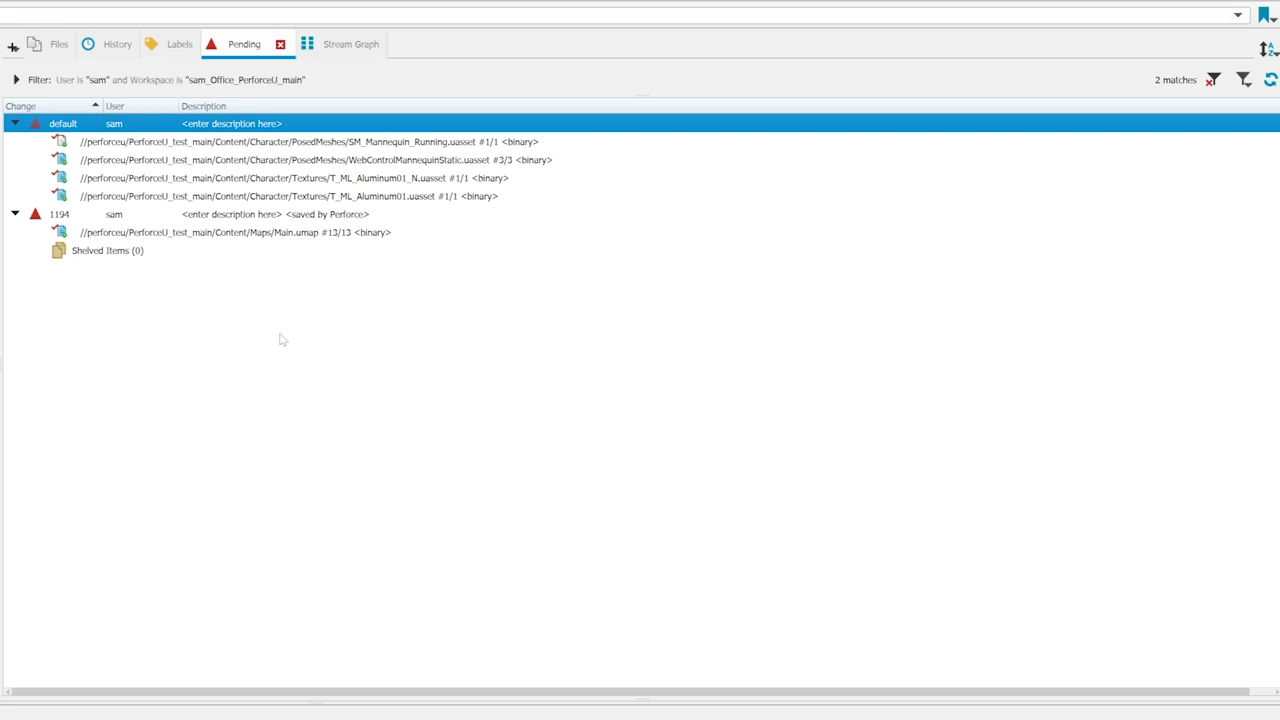 Files History Labels Pending Stream Graph
Filter: User is "sam" and Workspace is "sam_Office_PerforceU_main" 2 matches
Change User Description
default sam <enter description here>
//perforceu/PerforceU_test_main/Content/Character/PosedMeshes/SM_Mannequin_Running.uasset #1/1 <binary>
//perforceu/PerforceU_test_main/Content/Character/PosedMeshes/WebControlMannequinStatic.uasset #3/3 <binary>
//perforceu/PerforceU_test_main/Content/Character/Textures/T_ML_Aluminum01_N.uasset #1/1 <binary>
//perforceu/PerforceU_test_main/Content/Character/Textures/T_ML_Aluminum01.uasset #1/1 <binary>
1194 sam <enter description here> <saved by Perforce>
//perforceu/PerforceU_test_main/Content/Maps/Main.umap #13/13 <binary>
Shelved Items (0)